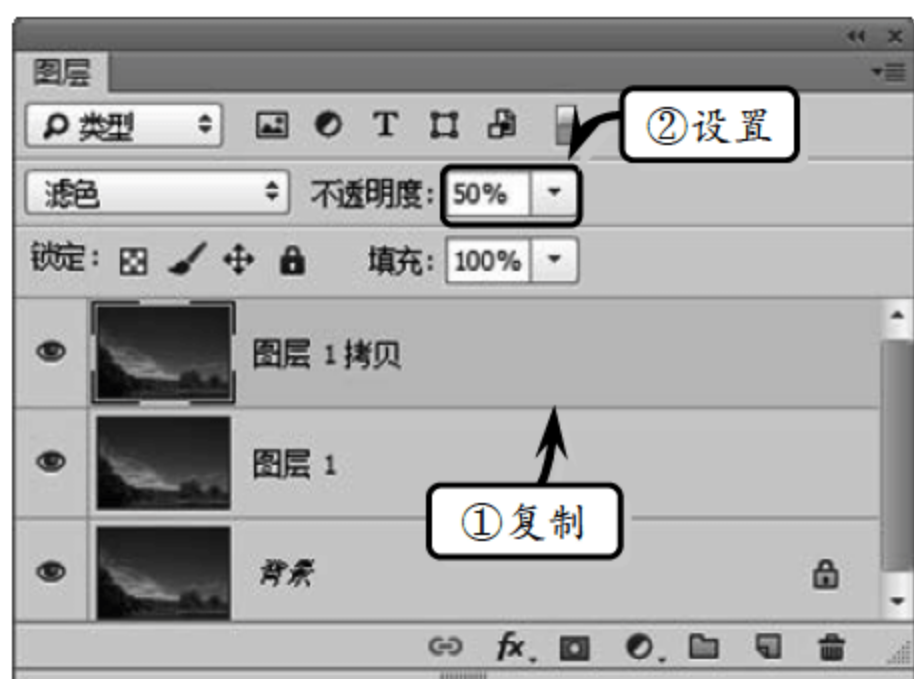 图层
类型 T
②设置
滤色 不透明度: 50%
锁定: 填充: 100%
图层 1 拷贝
图层 1
①复制
背景
fx.